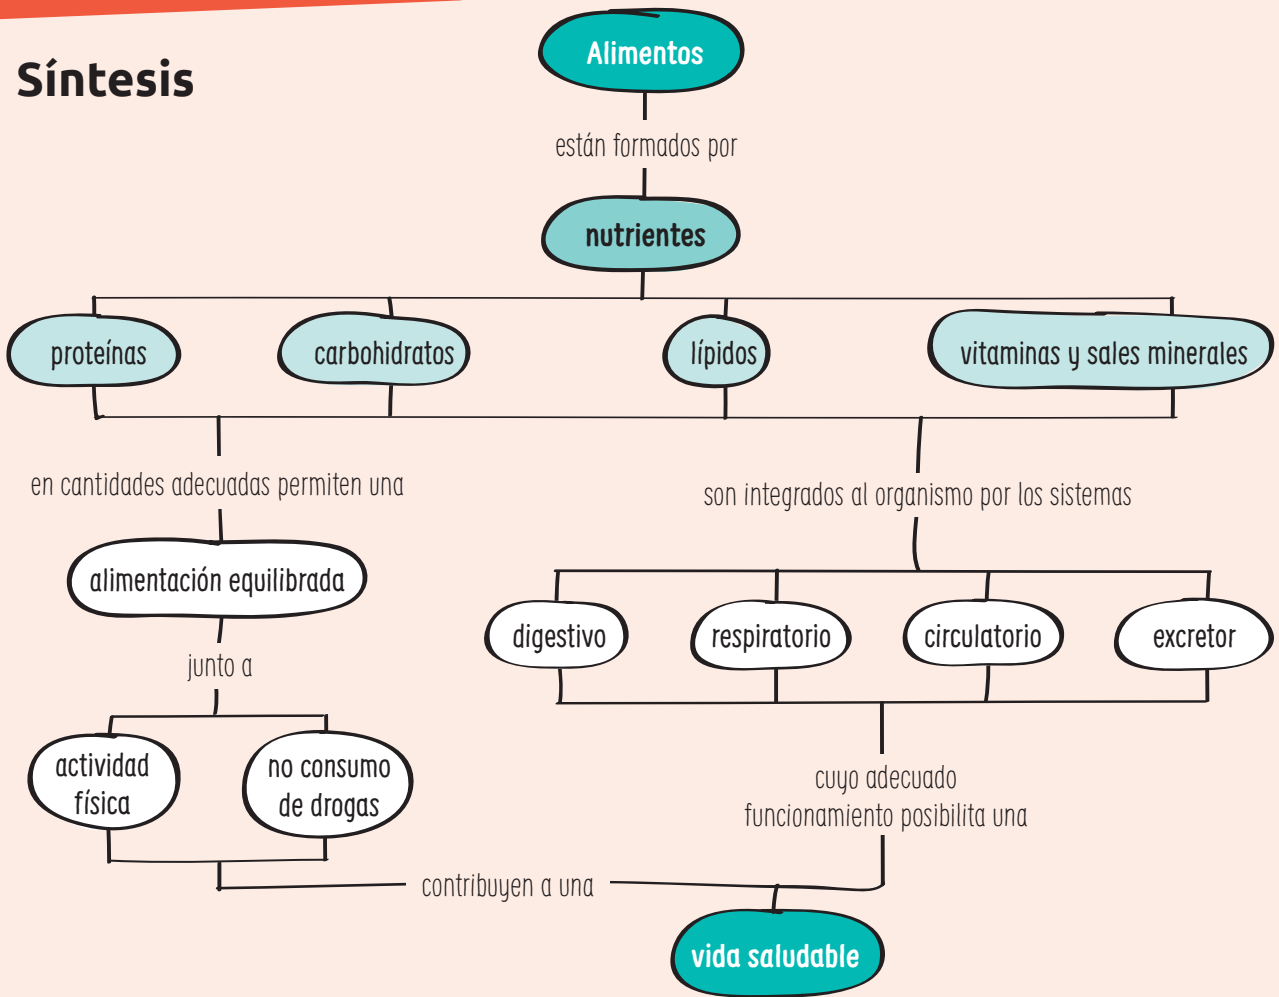 Síntesis
Alimentos
están formados por
nutrientes
proteínas
carbohidratos
lípidos
vitaminas y sales minerales
en cantidades adecuadas permiten una
son integrados al organismo por los sistemas
alimentación equilibrada
digestivo
respiratorio
circulatorio
excretor
junto a
actividad
física
no consumo
de drogas
cuyo adecuado
funcionamiento posibilita una
contribuyen a una
vida saludable